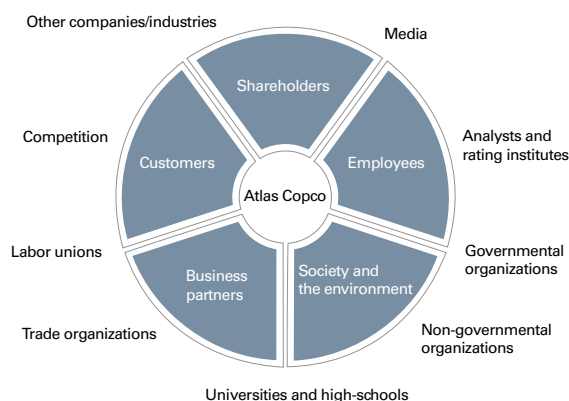 Other companies/industries
Media
Shareholders
Competition
Customers
Employees
Analysts and
rating institutes
Atlas Copco
Labor unions
Business
partners
Society and
the environment
Governmental
organizations
Trade organizations
Non-governmental
organizations
Universities and high-schools